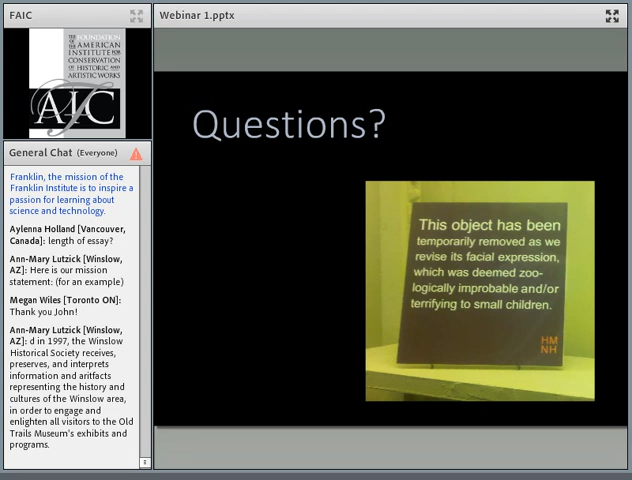 FAIC
THE FOUNDATION
OF THE
AMERICAN
INSTITUTE FOR
CONSERVATION
OF HISTORIC AND
ARTISTIC WORKS
AIC
General Chat (Everyone)
Franklin, the mission of the
Franklin Institute is to inspire a
passion for learning about
science and technology.
Aylenna Holland [Vancouver,
Canada]: length of essay?
Ann-Mary Lutzick [Winslow,
AZ]: Here is our mission
statement: (for an example)
Megan Wiles [Toronto ON]:
Thank you John!
Ann-Mary Lutzick [Winslow,
AZ]: d in 1997, the Winslow
Historical Society receives,
preserves, and interprets
information and aritfacts
representing the history and
cultures of the Winslow area,
in order to engage and
enlighten all visitors to the Old
Trails Museum's exhibits and
programs.
Webinar 1.pptx
Questions?
This object has been
temporarily removed as we
revise its facial expression,
which was deemed zoo-
logically improbable and/or
terrifying to small children.
HM
NH